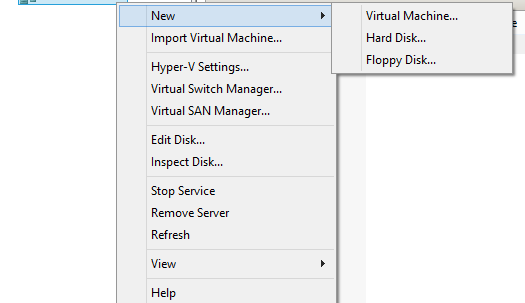 New
Virtual Machine...
Hard Disk...
Floppy Disk...
Import Virtual Machine...
Hyper-V Settings...
Virtual Switch Manager...
Virtual SAN Manager...
Edit Disk...
Inspect Disk...
Stop Service
Remove Server
Refresh
View
Help